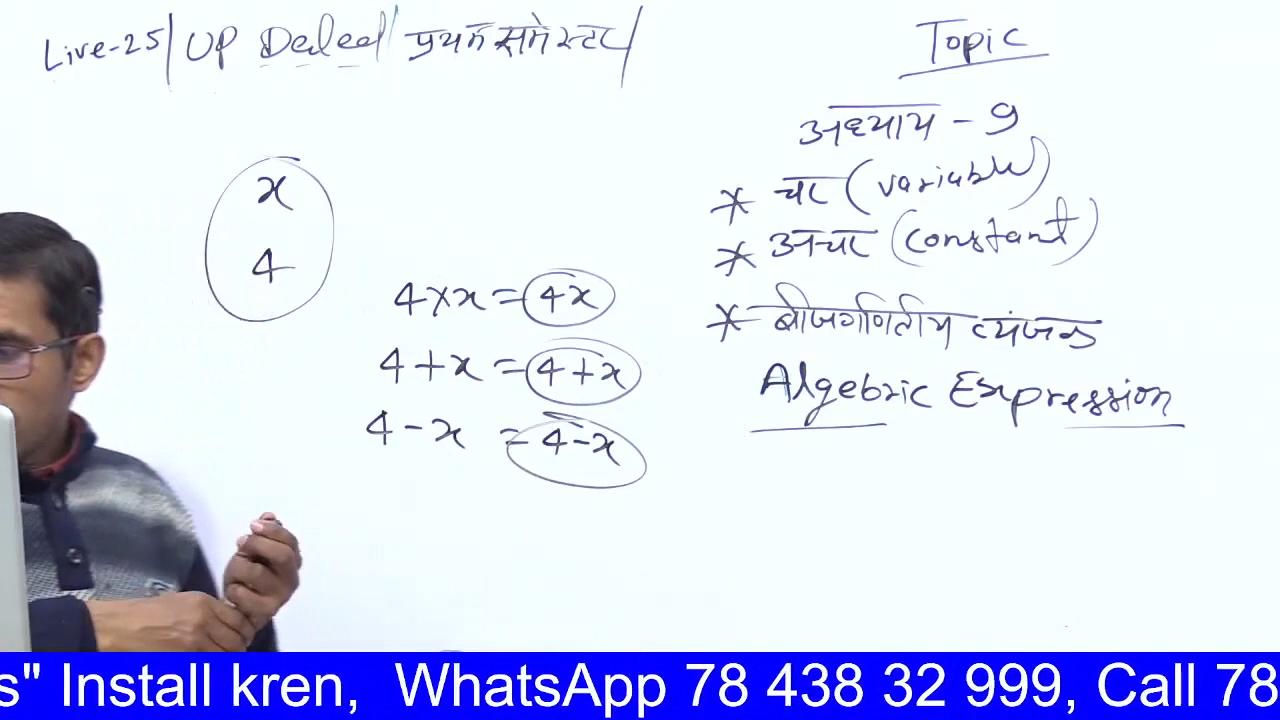 Live-25/ UP Deled/ प्रथम समेस्टर/
x
4
4×x = 4x
4+x = 4+x
4-x = 4-x
Topic
अध्याय - 9
* चर (variable)
* अचर (constant)
* बीजगणितीय व्यंजक
Algebric Expression
s" Install kren, WhatsApp 78 438 32 999, Call 78